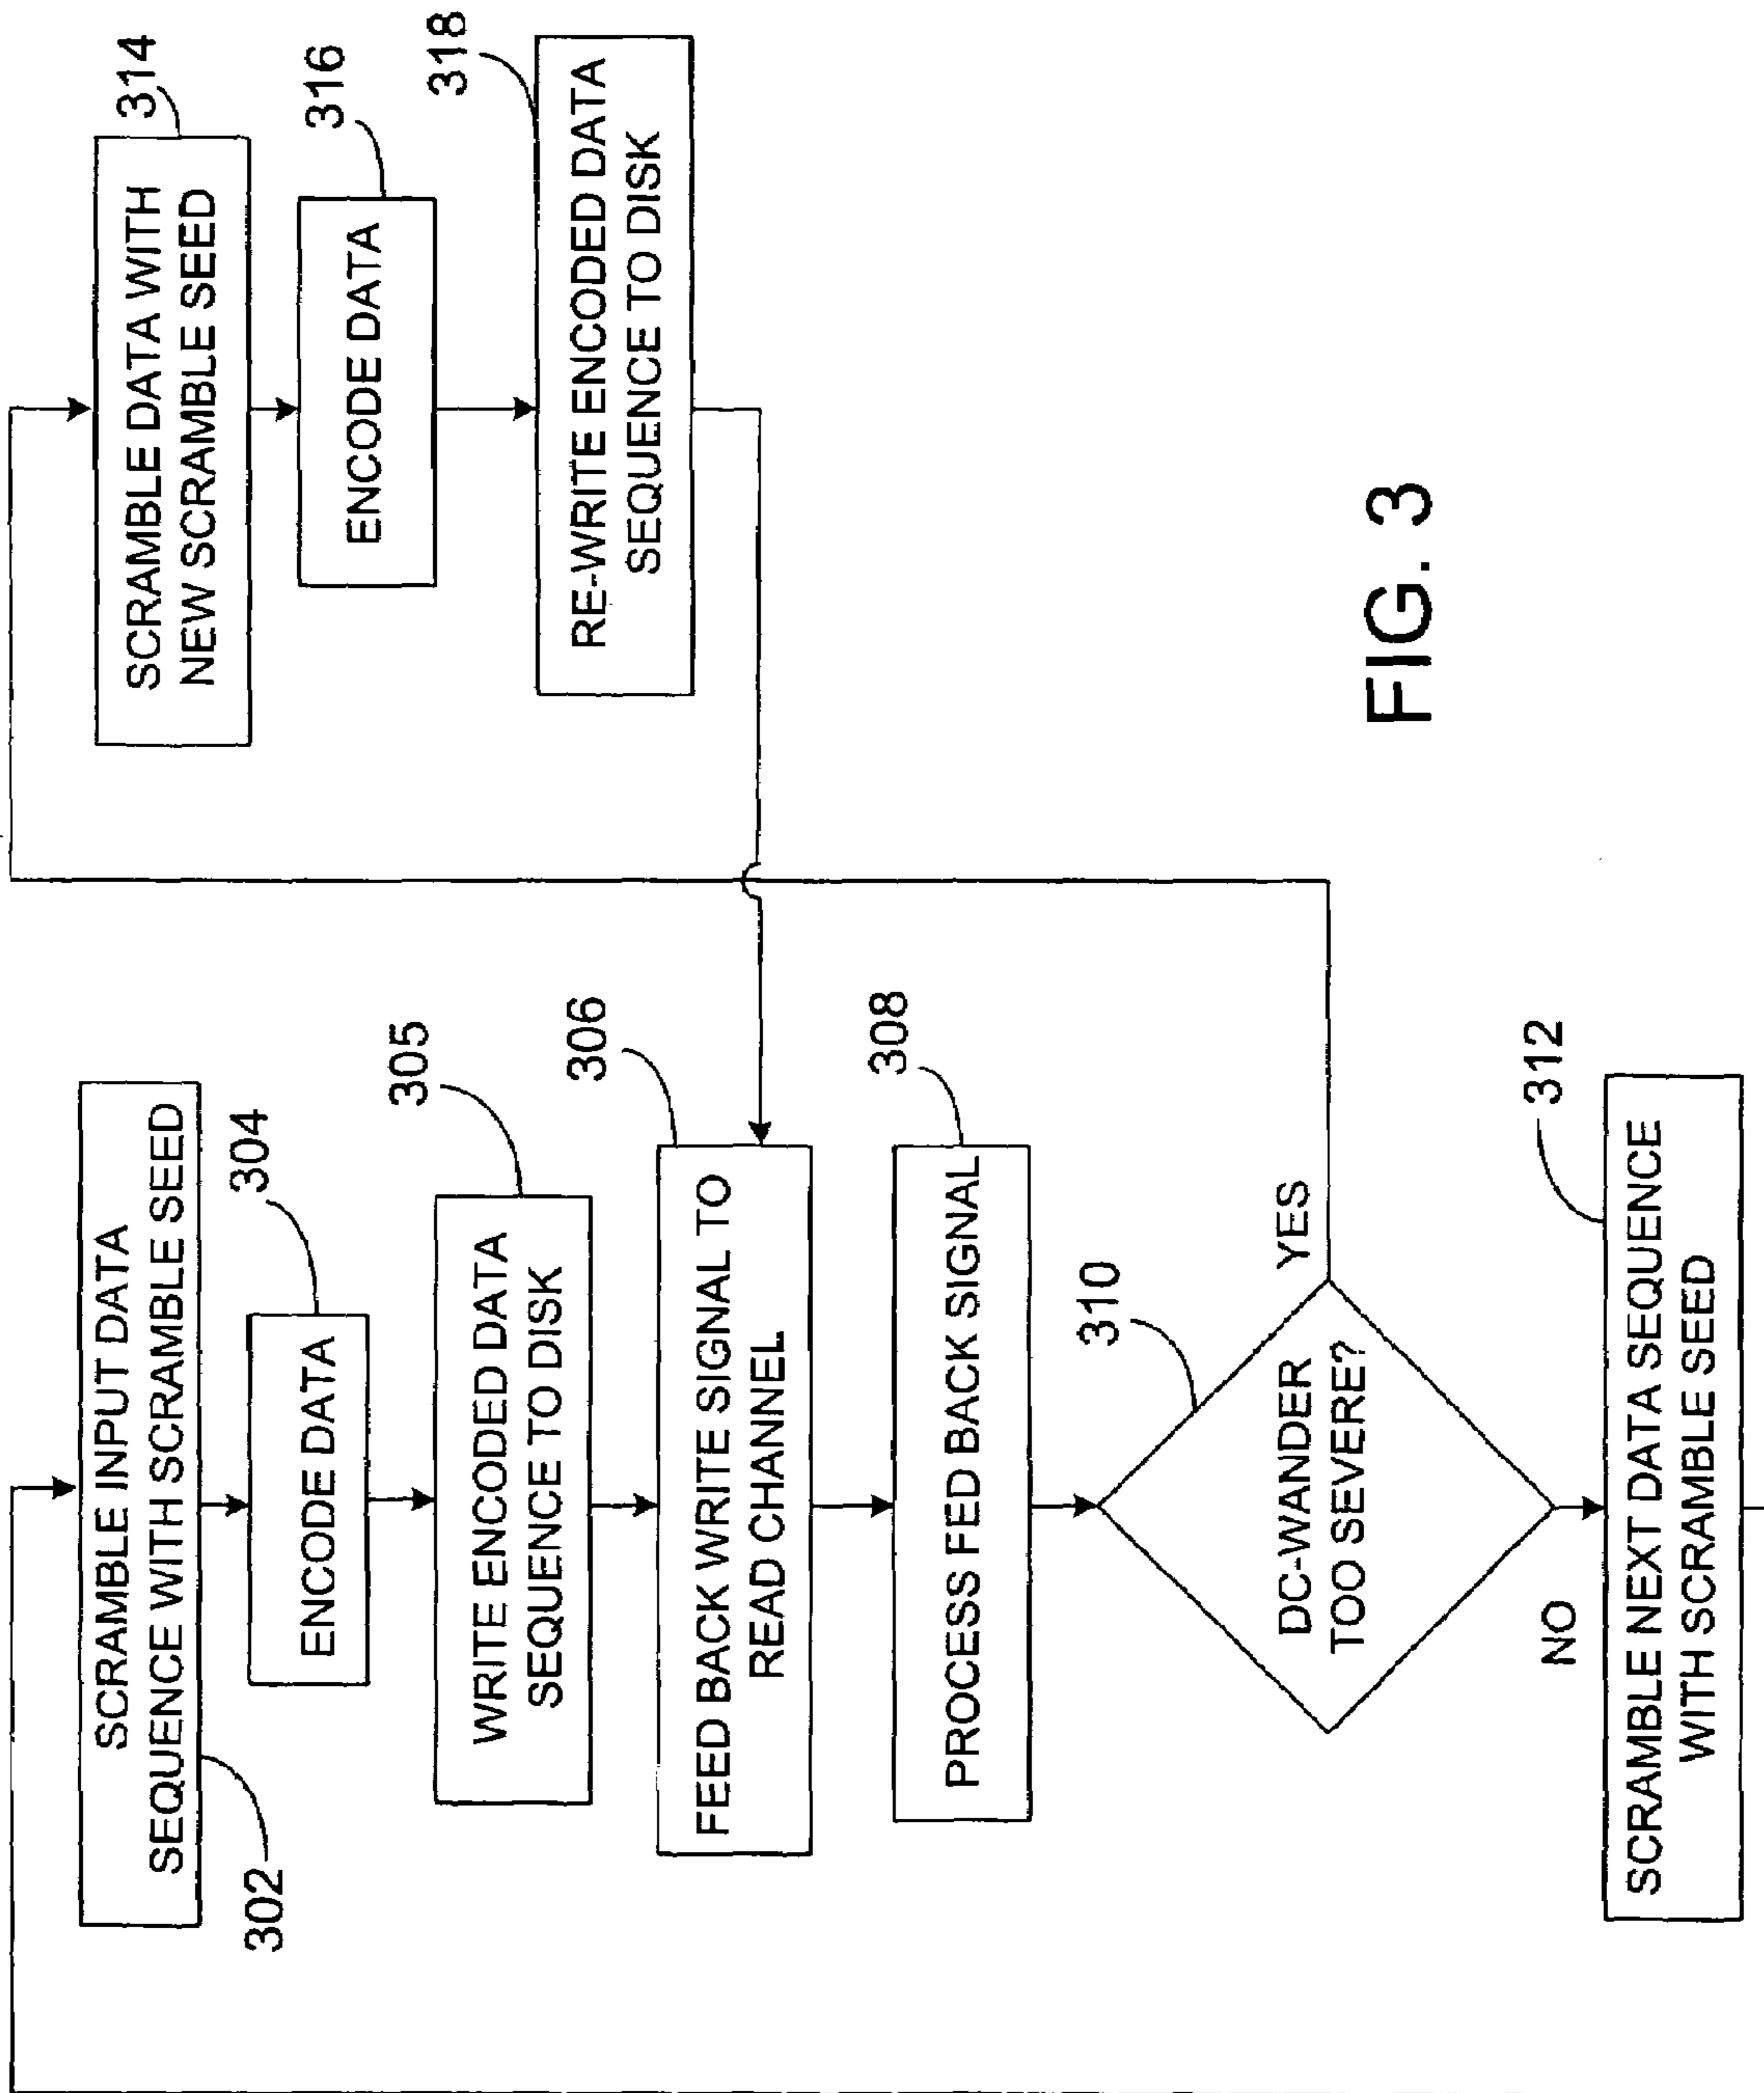 SCRAMBLE INPUT DATA
SEQUENCE WITH SCRAMBLE SEED
302
ENCODE DATA
304
WRITE ENCODED DATA
SEQUENCE TO DISK
305
FEED BACK WRITE SIGNAL TO
READ CHANNEL
306
PROCESS FED BACK SIGNAL
308
DC-WANDER
TOO SEVERE?
310
YES
NO
SCRAMBLE NEXT DATA SEQUENCE
WITH SCRAMBLE SEED
312
SCRAMBLE DATA WITH
NEW SCRAMBLE SEED
314
ENCODE DATA
316
RE-WRITE ENCODED DATA
SEQUENCE TO DISK
318
FIG. 3